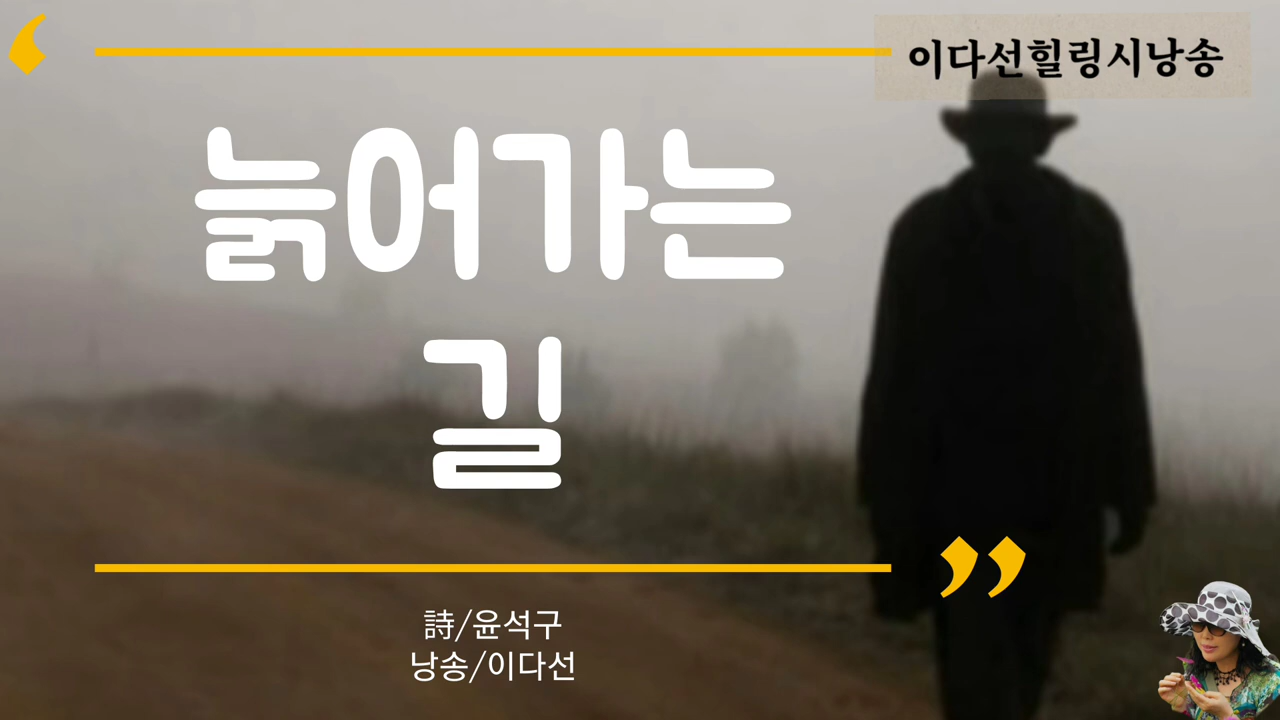 이다선힐링시낭송
늙어가는
길
詩/윤석구
낭송/이다선